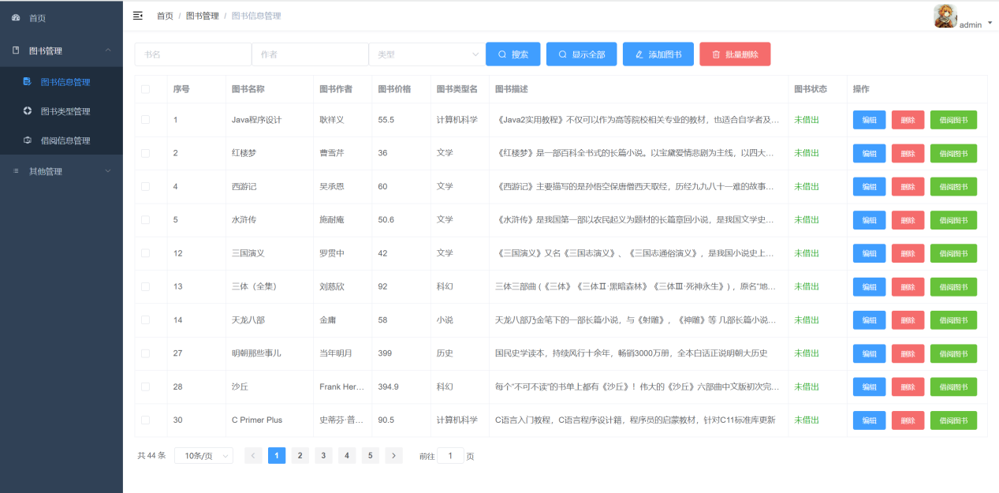 首页
图书管理
图书信息管理
图书类型管理
借阅信息管理
其他管理
首页 / 图书管理 / 图书信息管理
admin
书名 作者 类型 搜索 显示全部 添加图书 批量删除
序号 图书名称 图书作者 图书价格 图书类型名 图书描述 图书状态 操作
1 Java程序设计 耿祥义 55.5 计算机科学 《Java2实用教程》不仅可以作为高等院校相关专业的教材，也适合自学者及... 未借出 编辑 删除 借阅图书
2 红楼梦 曹雪芹 36 文学 《红楼梦》是一部百科全书式的长篇小说。以宝黛爱情悲剧为主线，以四大... 未借出 编辑 删除 借阅图书
4 西游记 吴承恩 60 文学 《西游记》主要描写的是孙悟空保唐僧西天取经，历经九九八十一难的故事... 未借出 编辑 删除 借阅图书
5 水浒传 施耐庵 50.6 文学 《水浒传》是我国第一部以农民起义为题材的长篇章回小说，是我国文学史... 未借出 编辑 删除 借阅图书
12 三国演义 罗贯中 42 文学 《三国演义》又名《三国志演义》、《三国志通俗演义》，是我国小说史上... 未借出 编辑 删除 借阅图书
13 三体（全集） 刘慈欣 92 科幻 三体三部曲 (《三体》《三体Ⅱ·黑暗森林》《三体Ⅲ·死神永生》) ，原名“地... 未借出 编辑 删除 借阅图书
14 天龙八部 金庸 58 小说 天龙八部乃金笔下的一部长篇小说，与《射雕》，《神雕》等 几部长篇小说... 未借出 编辑 删除 借阅图书
27 明朝那些事儿 当年明月 399 历史 国民史学读本，持续风行十余年，畅销3000万册，全本白话正说明朝大历史 未借出 编辑 删除 借阅图书
28 沙丘 Frank Her... 394.9 科幻 每个“不可不读”的书单上都有《沙丘》！伟大的《沙丘》六部曲中文版初次完... 未借出 编辑 删除 借阅图书
30 C Primer Plus 史蒂芬·普... 90.5 计算机科学 C语言入门教程，C语言程序设计籍，程序员的启蒙教材，针对C11标准库更新 未借出 编辑 删除 借阅图书
共 44 条 10条/页 1 2 3 4 5 前往 1 页